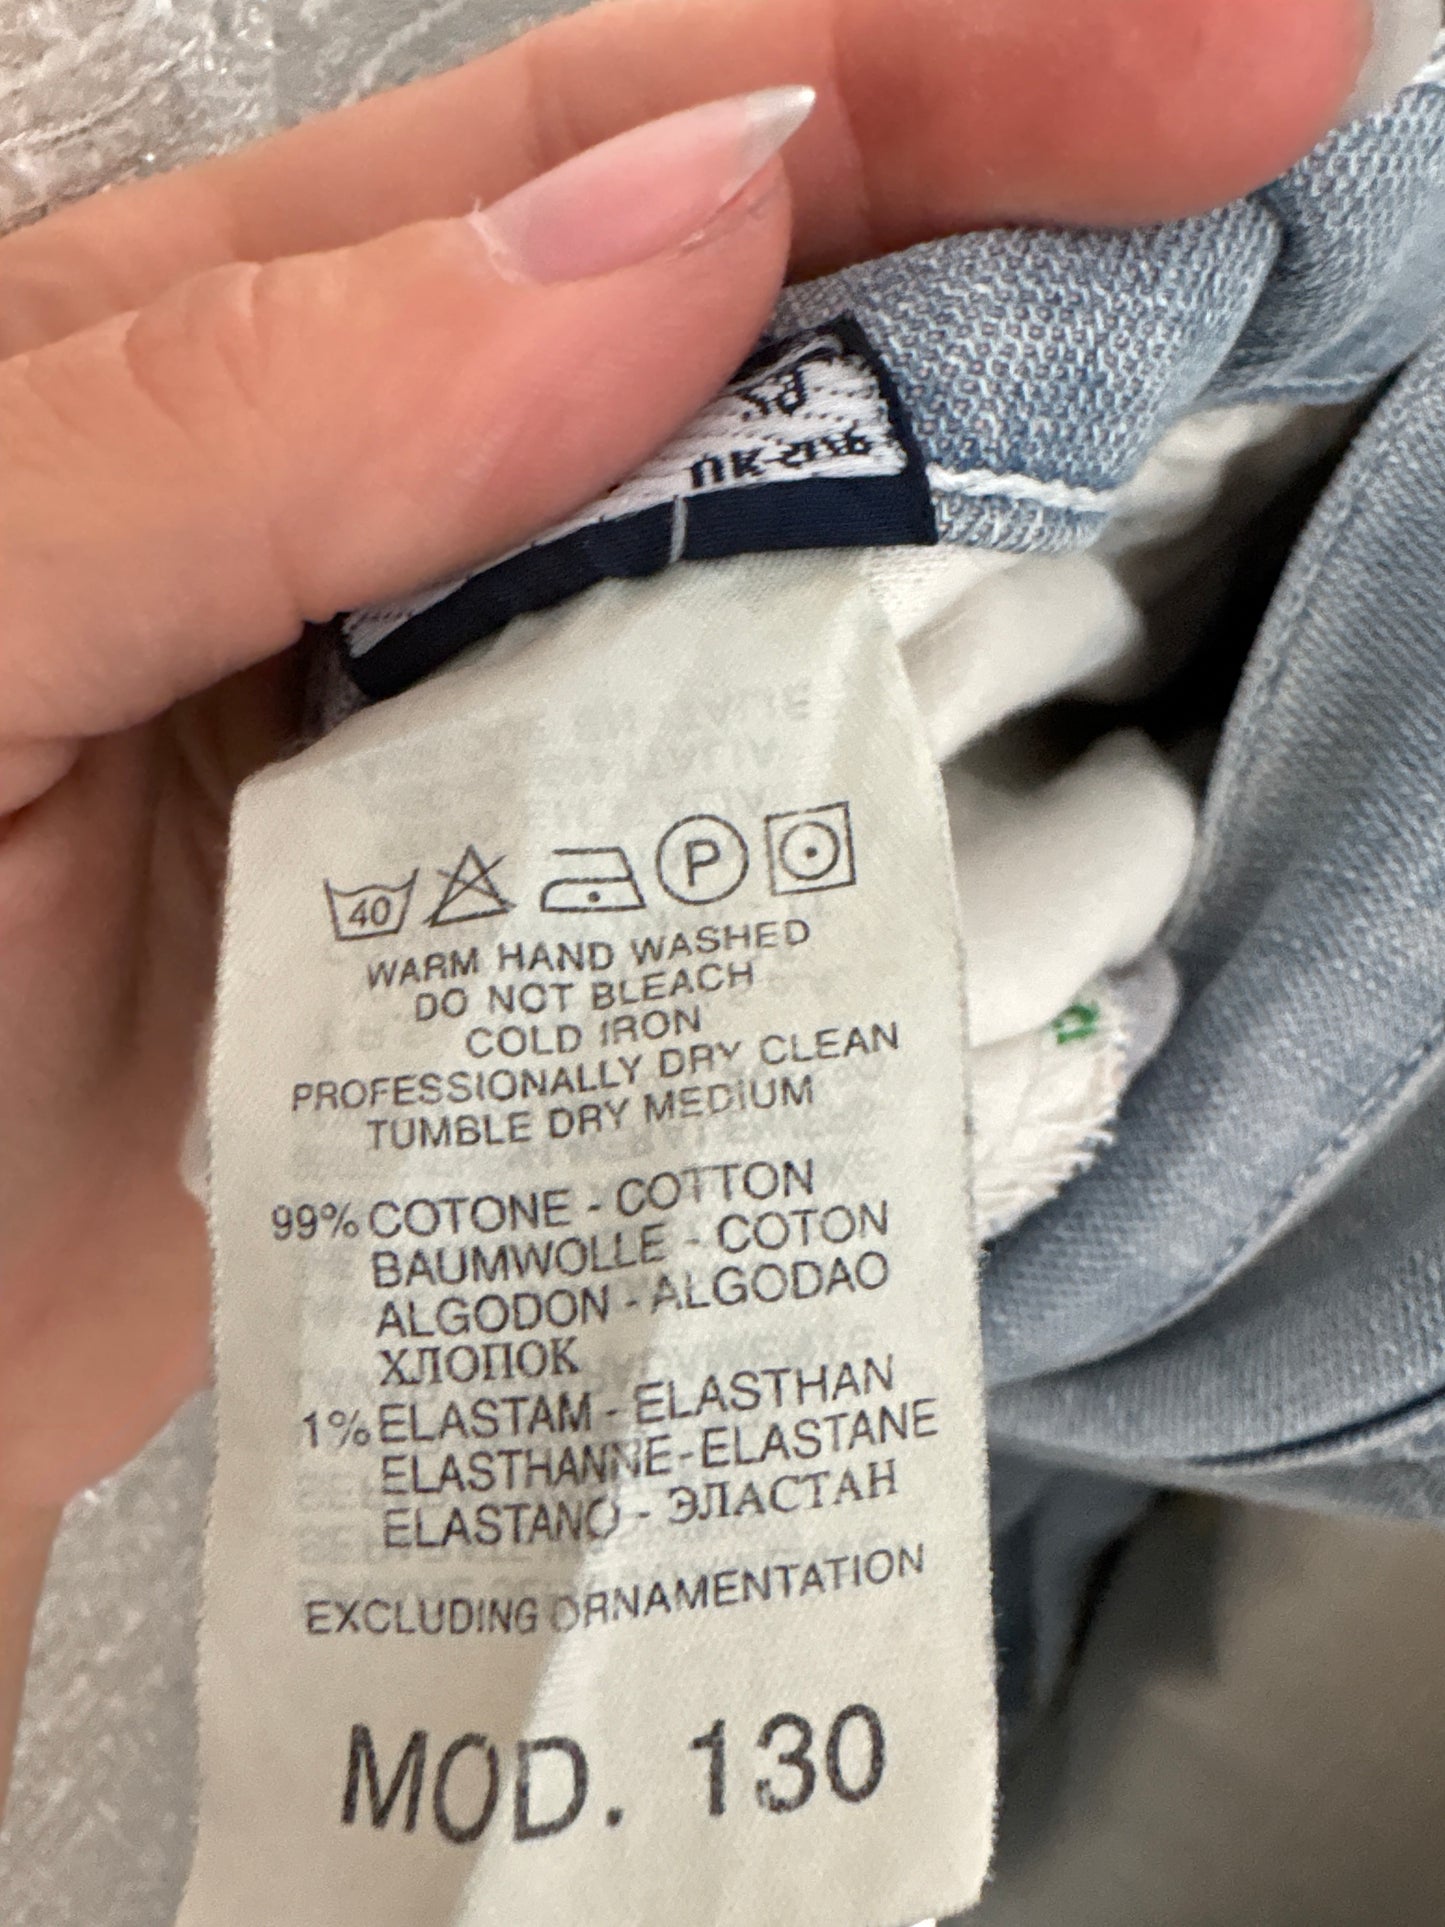 40
P
WARM HAND WASHED
DO NOT BLEACH
COLD IRON
PROFESSIONALLY DRY CLEAN
TUMBLE DRY MEDIUM
99% COTONE - COTTON
BAUMWOLLE - COTON
ALGODON - ALGODAO
ХЛОПОК
1% ELASTAM - ELASTHAN
ELASTHANNE - ELASTANE
ELASTANO - ЭЛАСТАН
EXCLUDING ORNAMENTATION
MOD. 130